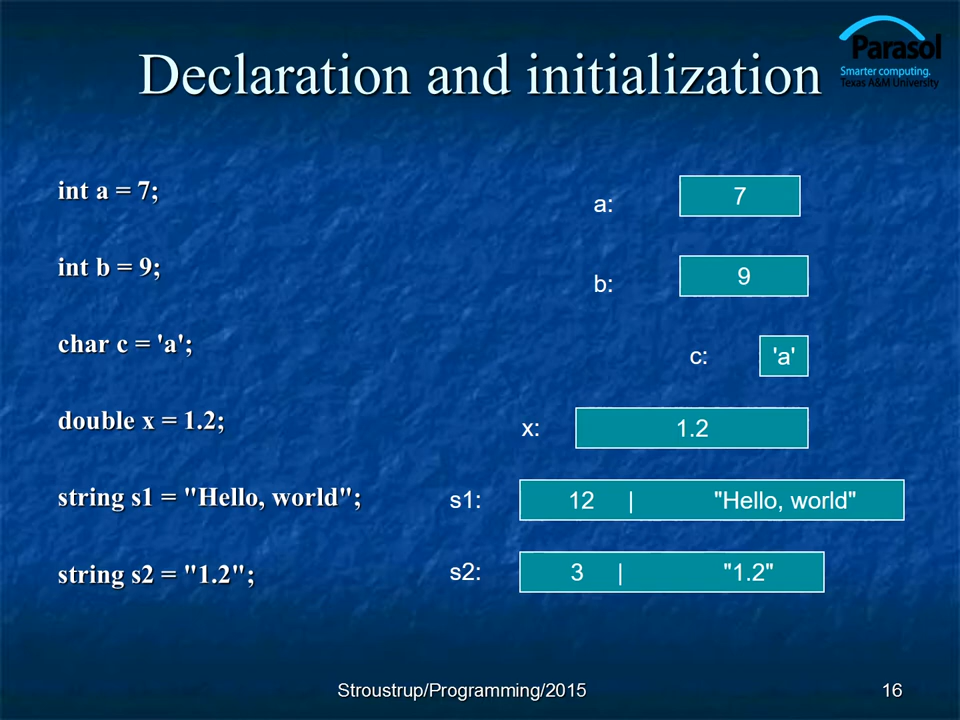 Declaration and initialization
Parasol
Smarter computing.
Texas A&M University
int a = 7;
int b = 9;
char c = 'a';
double x = 1.2;
string s1 = "Hello, world";
string s2 = "1.2";
a: 7
b: 9
c: 'a'
x: 1.2
s1: 12 | "Hello, world"
s2: 3 | "1.2"
Stroustrup/Programming/2015
16